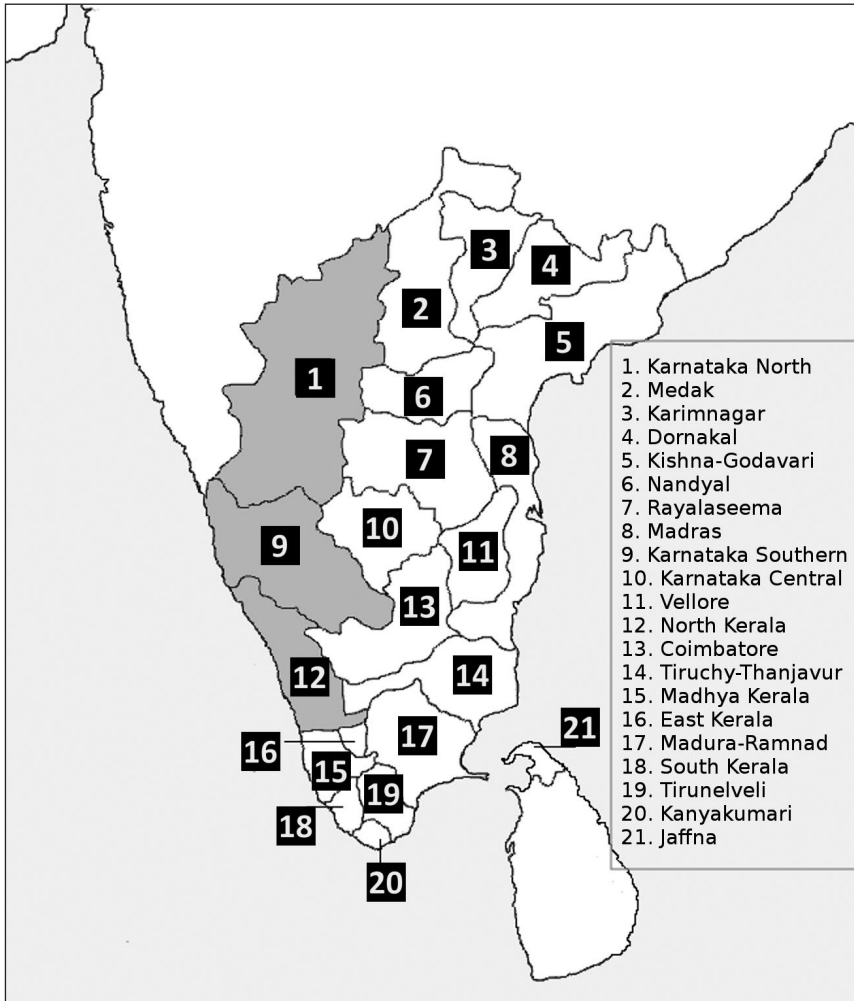 3
4
2
5
1
6
7
8
9
10
11
13
12
14
16
15
17
21
19
18
20
1. Karnataka North
2. Medak
3. Karimnagar
4. Dornakal
5. Kishna-Godavari
6. Nandyal
7. Rayalaseema
8. Madras
9. Karnataka Southern
10. Karnataka Central
11. Vellore
12. North Kerala
13. Coimbatore
14. Tiruchy-Thanjavur
15. Madhya Kerala
16. East Kerala
17. Madura-Ramnad
18. South Kerala
19. Tirunelveli
20. Kanyakumari
21. Jaffna